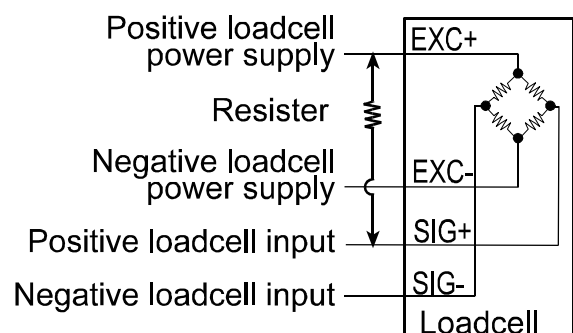 Positive loadcell
power supply
EXC+
Resister
Negative loadcell
power supply
EXC-
Positive loadcell input
SIG+
Negative loadcell input
SIG-
Loadcell